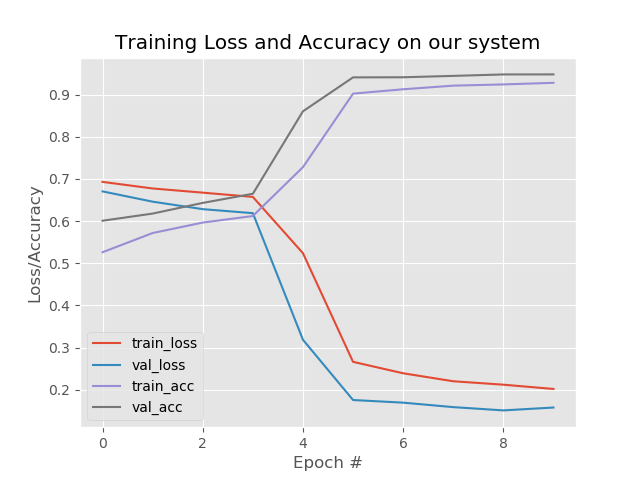 Training Loss and Accuracy on our system
Loss/Accuracy
0.9
0.8
0.7
0.6
0.5
0.4
0.3
0.2
train_loss
val_loss
train_acc
val_acc
0 2 4 6 8
Epoch #